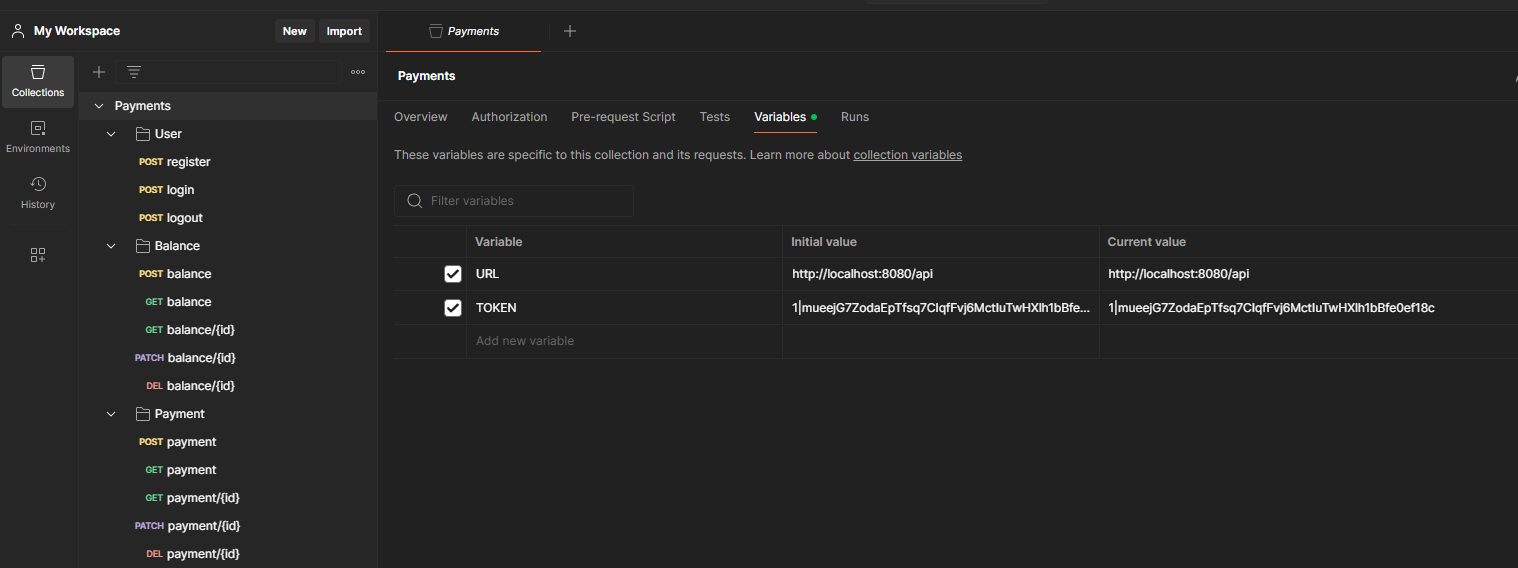 My Workspace
New
Import
Payments
Collections
Environments
History
Payments
User
POST register
POST login
POST logout
Balance
POST balance
GET balance
GET balance/{id}
PATCH balance/{id}
DEL balance/{id}
Payment
POST payment
GET payment
GET payment/{id}
PATCH payment/{id}
DEL payment/{id}
Payments
Overview Authorization Pre-request Script Tests Variables Runs
These variables are specific to this collection and its requests. Learn more about collection variables
Filter variables
Variable Initial value Current value
URL http://localhost:8080/api http://localhost:8080/api
TOKEN
Add new variable